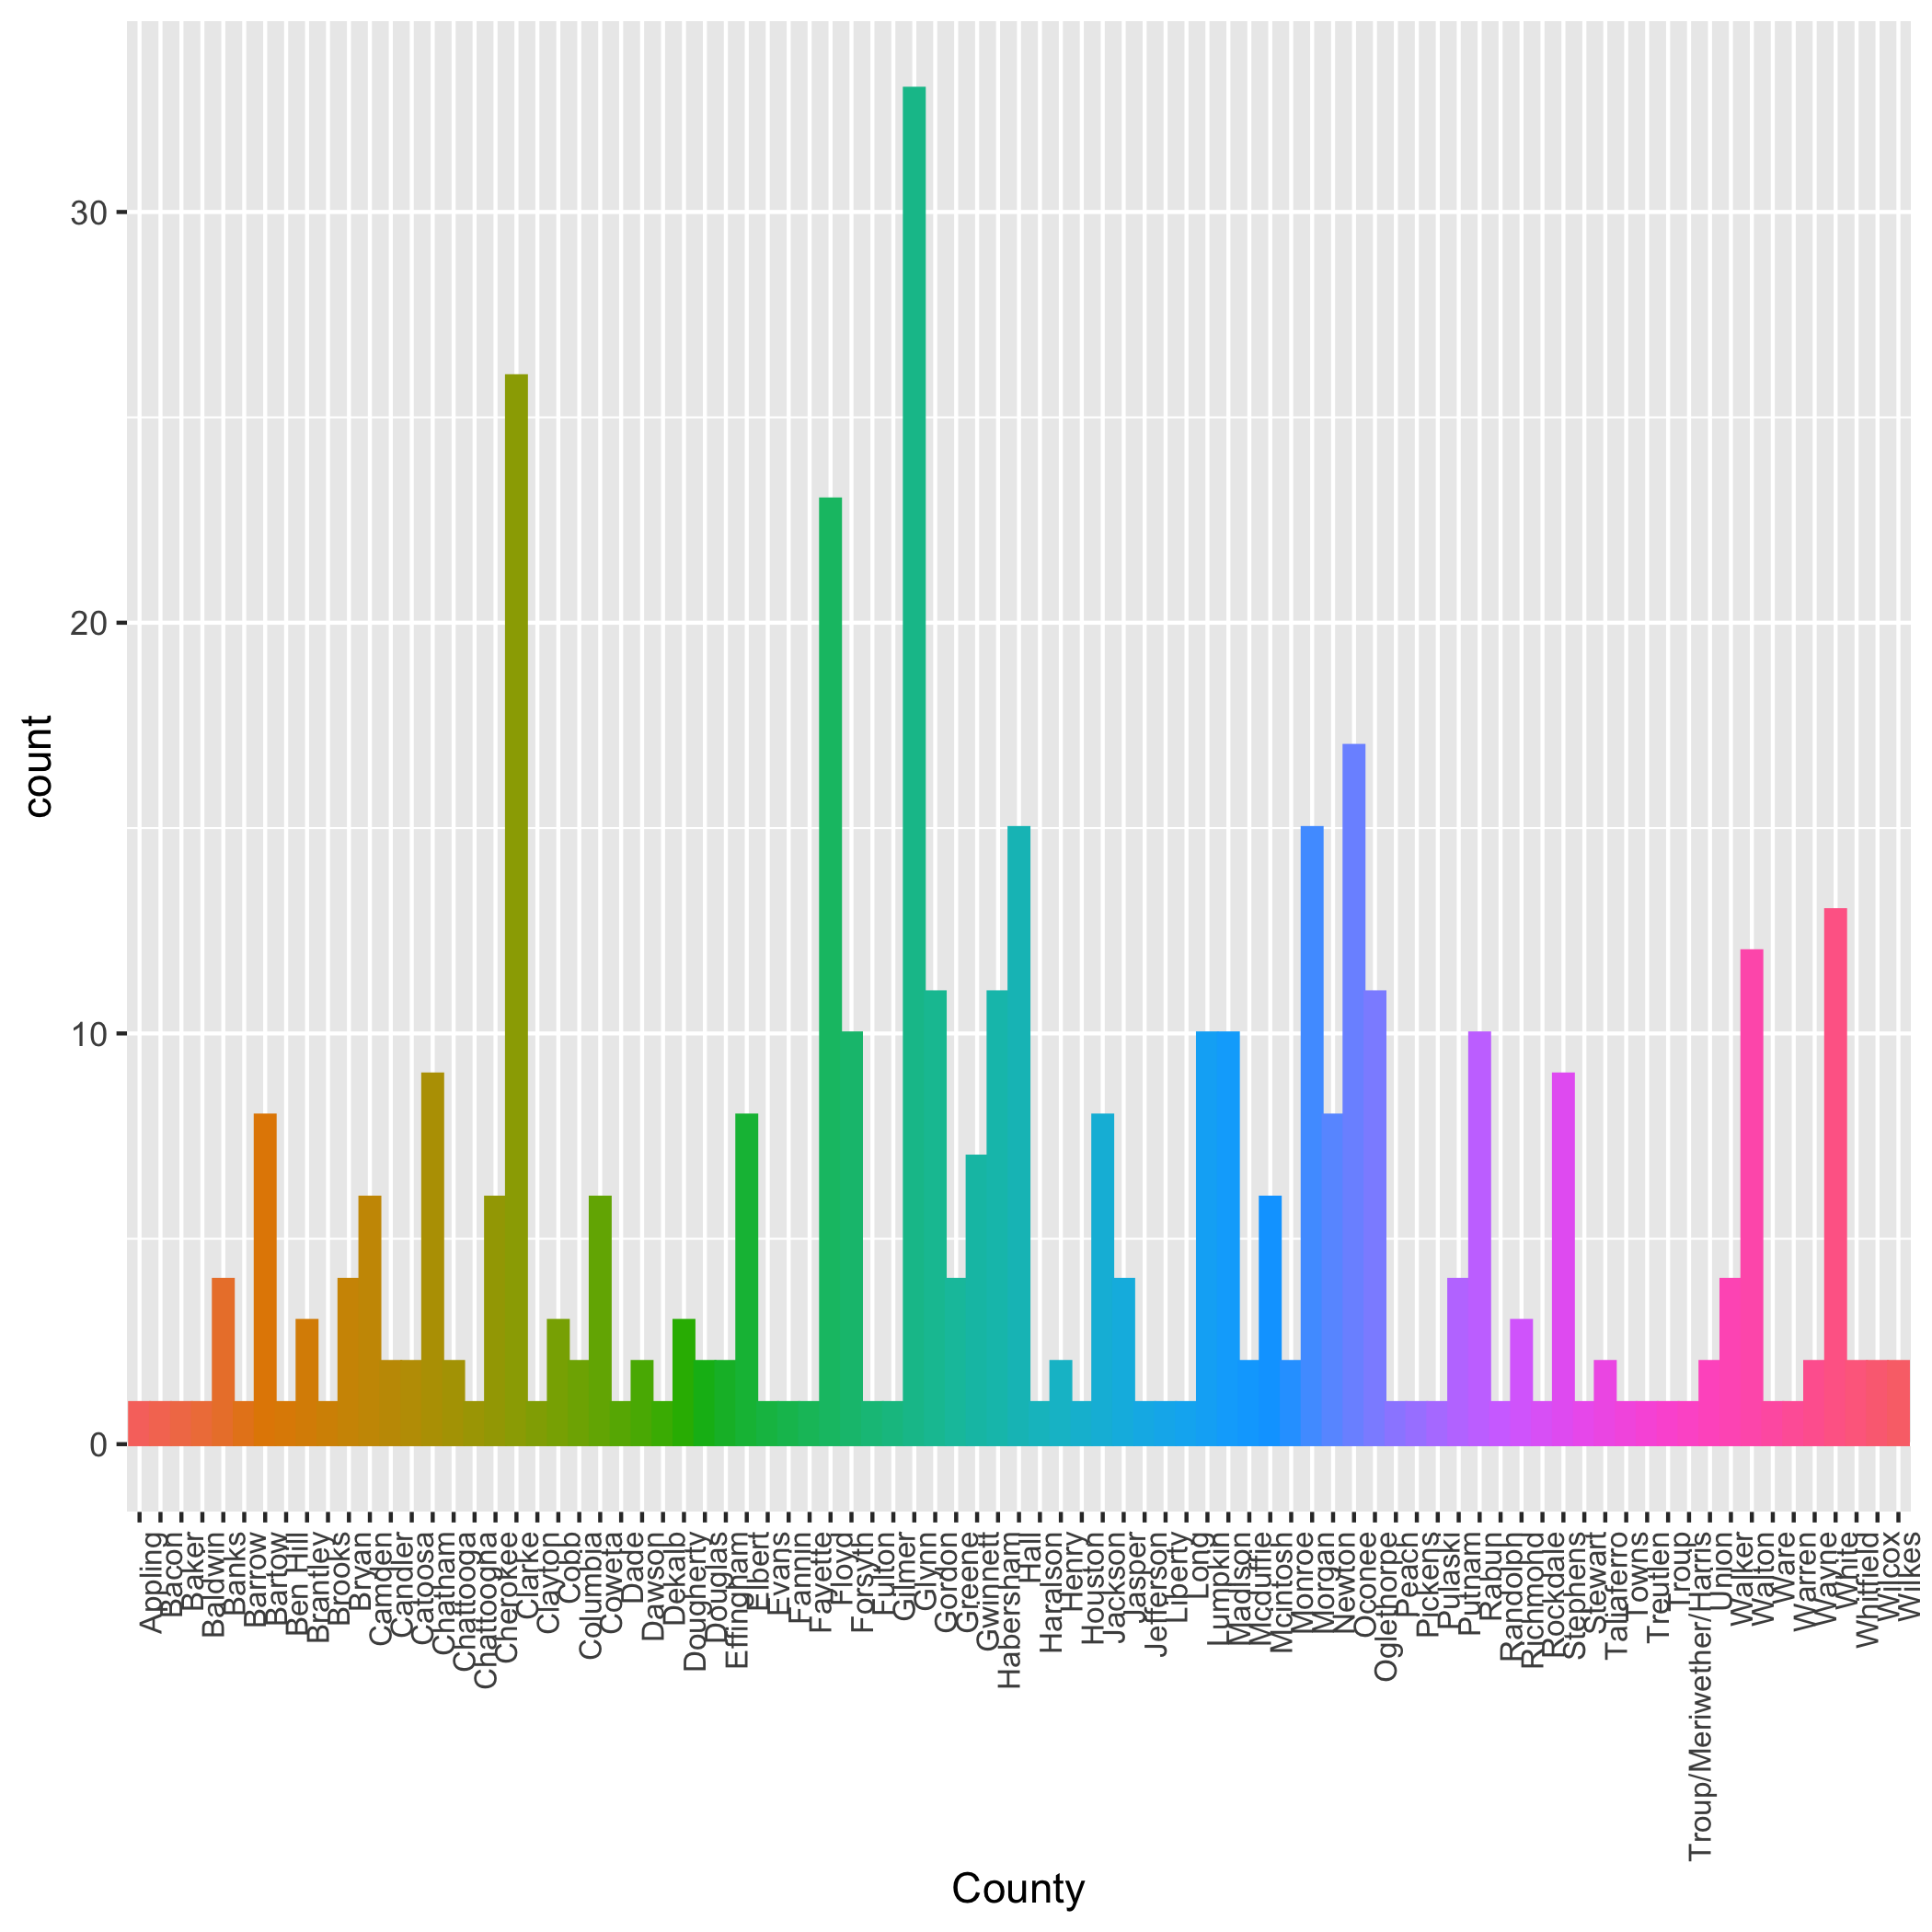 30
20
10
0
count
Appling
Bacon
Baker
Baldwin
Banks
Barrow
Bartow
Ben Hill
Brantley
Brooks
Bryan
Camden
Candler
Catoosa
Chatham
Chattooga
Chattoogna
Cherokee
Clarke
Clayton
Cobb
Columbia
Coweta
Dade
Dawson
Dekalb
Dougherty
Douglas
Effingham
Elbert
Evans
Fannin
Fayette
Floyd
Forsyth
Fulton
Gilmer
Glynn
Gordon
Greene
Gwinnett
Habersham
Hall
Haralson
Henry
Houston
Jackson
Jasper
Jefferson
Liberty
Long
Lumpkin
Madison
Mcduffie
Mcintosh
Monroe
Morgan
Newton
Oconee
Oglethorpe
Peach
Pickens
Pulaski
Putnam
Rabun
Randolph
Richmond
Rockdale
Stephens
Stewart
Taliaferro
Towns
Treutlen
Troup
Troup/Meriwether/Harris
Union
Walker
Walton
Ware
Warren
Wayne
White
Whitfield
Wilcox
Wilkes
County